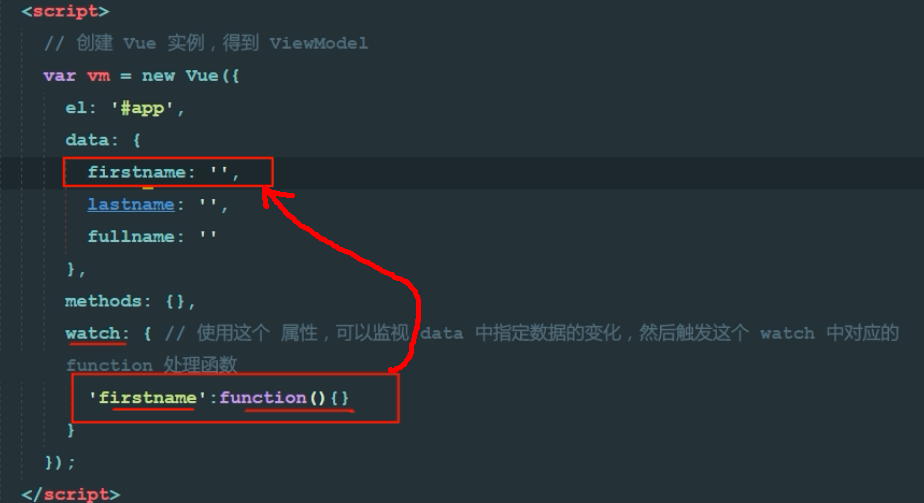 <script>
// 创建 Vue 实例，得到 ViewModel
var vm = new Vue({
el: '#app',
data: {
firstname: '',
lastname: '',
fullname: ''
},
methods: {},
watch: { // 使用这个 属性，可以监视 data 中指定数据的变化，然后触发这个 watch 中对应的
function 处理函数
'firstname':function(){}
}
});
</script>